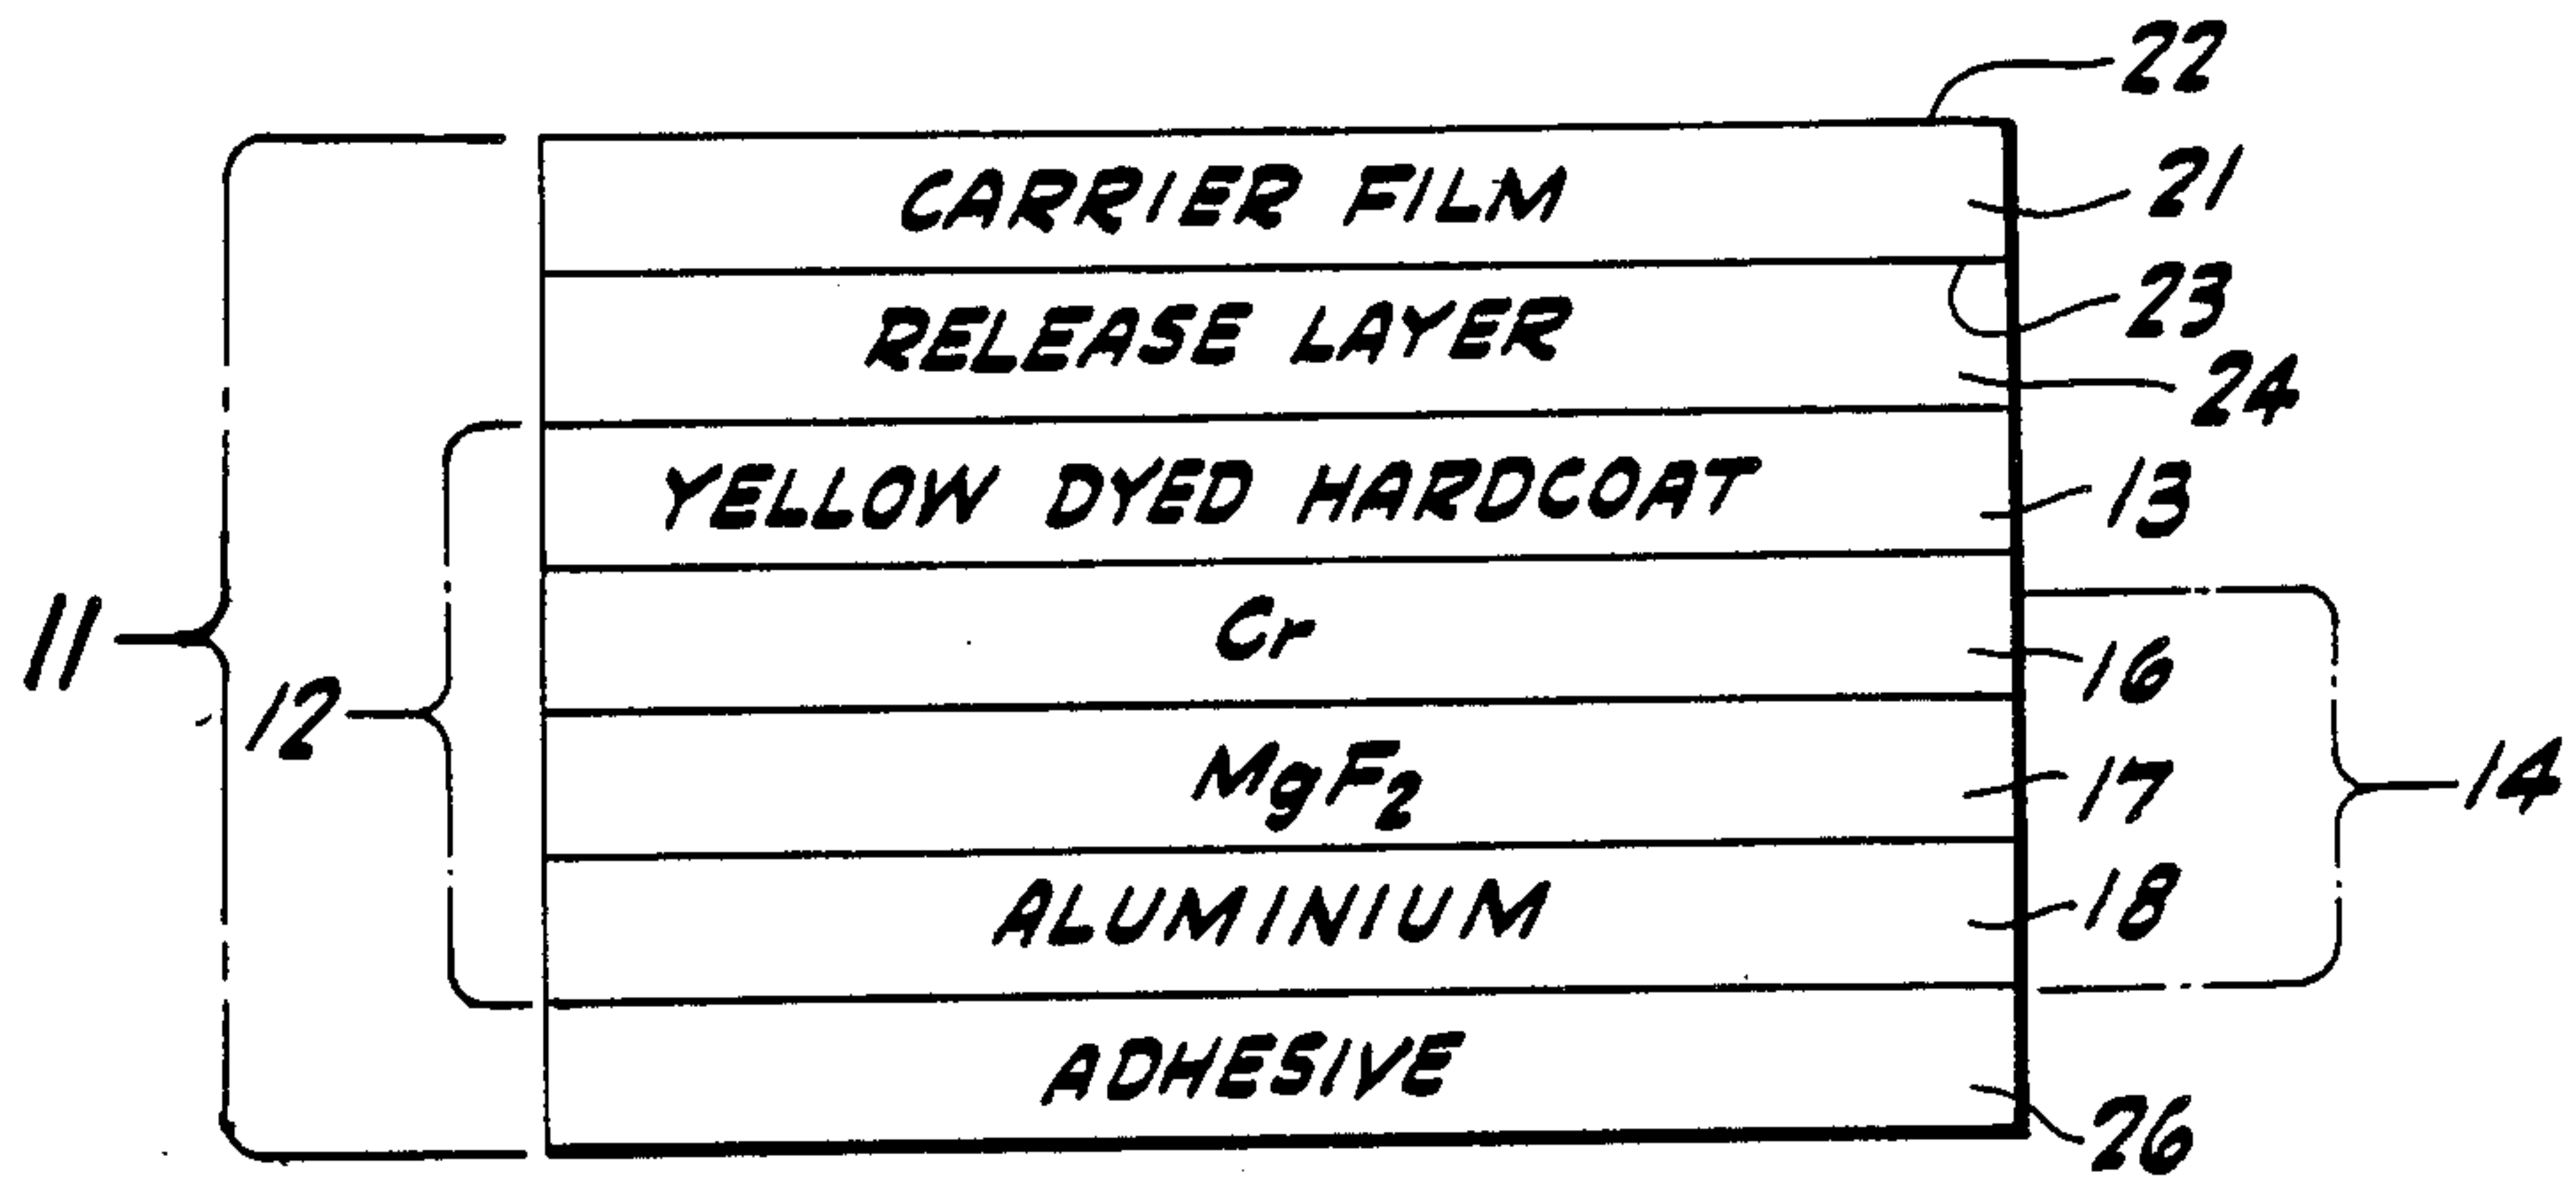 22
CARRIER FILM 21
23
RELEASE LAYER 24
YELLOW DYED HARDCOAT 13
11
12
Cr 16
MgF₂ 17
14
ALUMINIUM 18
ADHESIVE 26